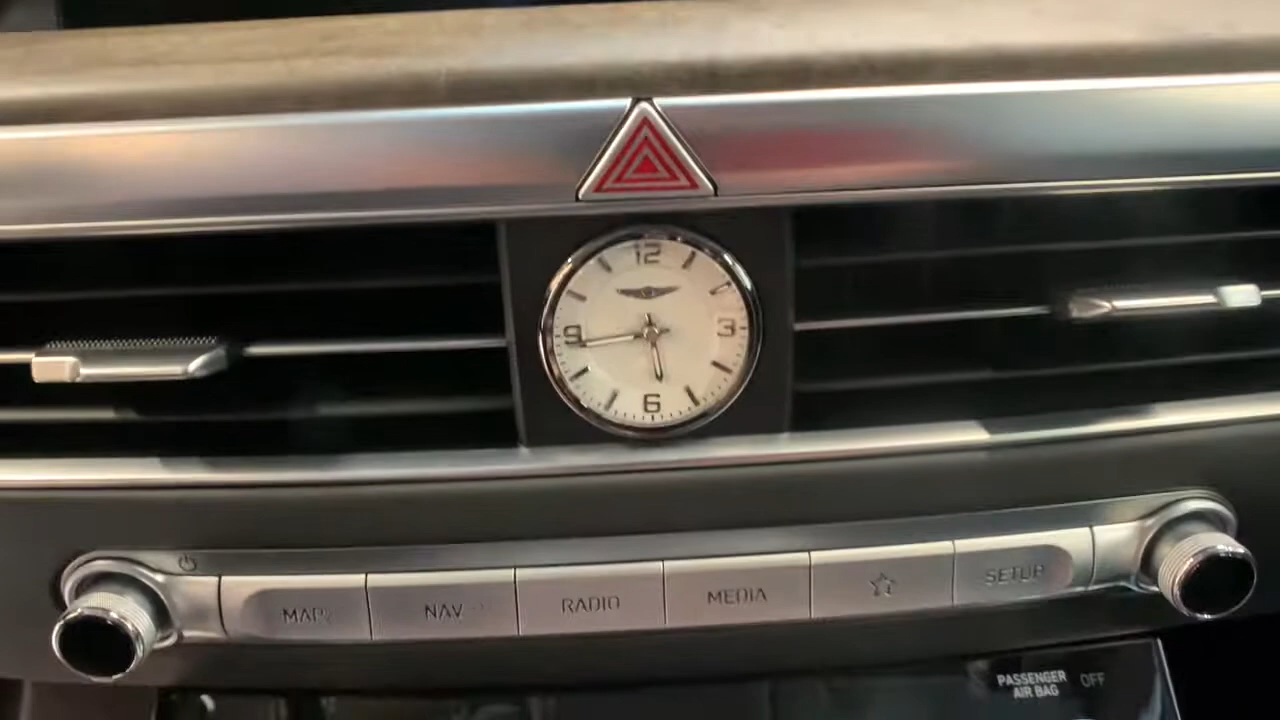 12
9
3
6
MAP
NAV
RADIO
MEDIA
SETUP
PASSENGER
AIR BAG
OFF